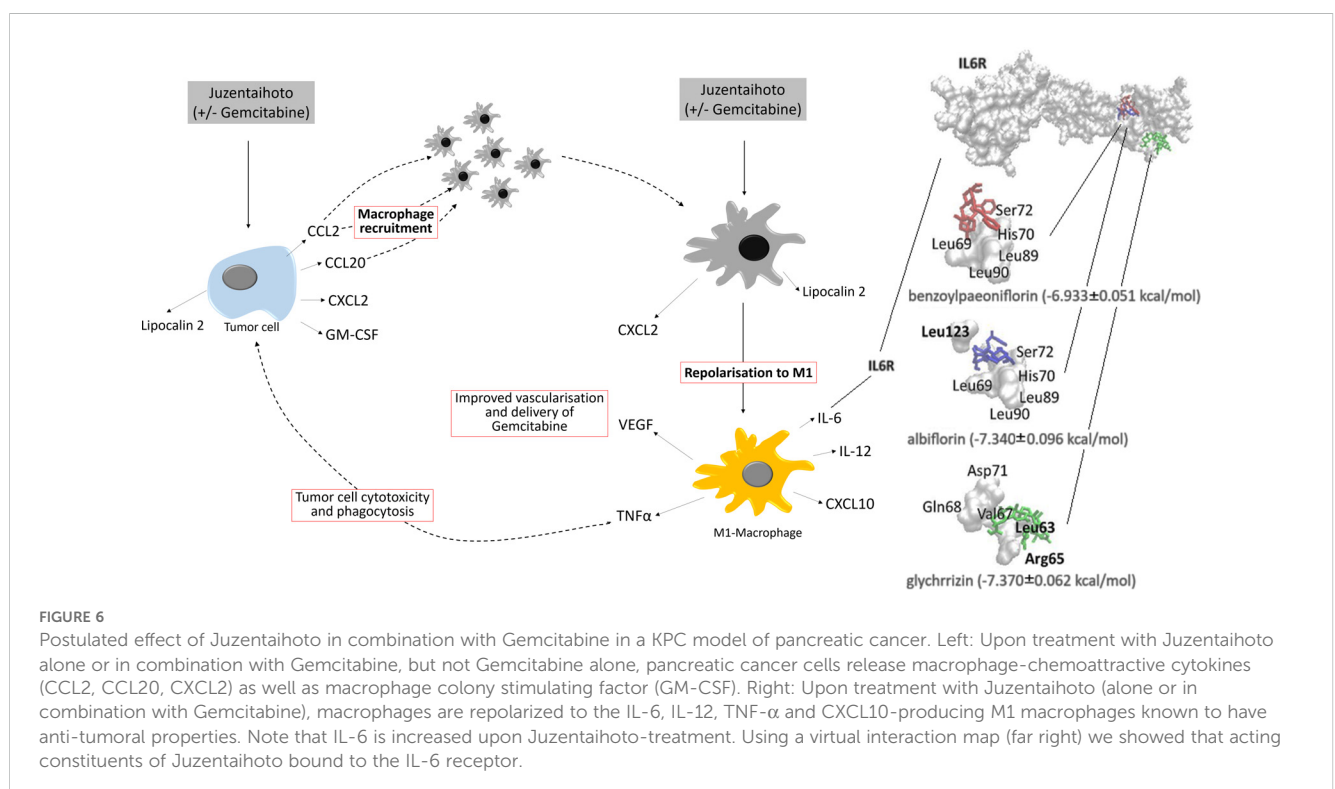 Juzentaihoto
(+/- Gemcitabine)
Juzentaihoto
(+/- Gemcitabine)
IL6R
Macrophage
recruitment
CCL2
CCL20
CXCL2
GM-CSF
Lipocalin 2
Tumor cell
Lipocalin 2
CXCL2
Repolarisation to M1
IL6R
Improved vascularisation
and delivery of
Gemcitabine
VEGF
IL-6
IL-12
CXCL10
TNFα
M1-Macrophage
Tumor cell cytotoxicity
and phagocytosis
Ser72
His70
Leu69
Leu89
Leu90
benzoylpaeoniflorin (-6.933±0.051 kcal/mol)
Leu123
Ser72
His70
Leu69
Leu89
Leu90
albiflorin (-7.340±0.096 kcal/mol)
Asp71
Gln68
Val67
Leu63
Arg65
glychrrizin (-7.370±0.062 kcal/mol)
FIGURE 6
Postulated effect of Juzentaihoto in combination with Gemcitabine in a KPC model of pancreatic cancer. Left: Upon treatment with Juzentaihoto
alone or in combination with Gemcitabine, but not Gemcitabine alone, pancreatic cancer cells release macrophage-chemoattractive cytokines
(CCL2, CCL20, CXCL2) as well as macrophage colony stimulating factor (GM-CSF). Right: Upon treatment with Juzentaihoto (alone or in
combination with Gemcitabine), macrophages are repolarized to the IL-6, IL-12, TNF-α and CXCL10-producing M1 macrophages known to have
anti-tumoral properties. Note that IL-6 is increased upon Juzentaihoto-treatment. Using a virtual interaction map (far right) we showed that acting
constituents of Juzentaihoto bound to the IL-6 receptor.